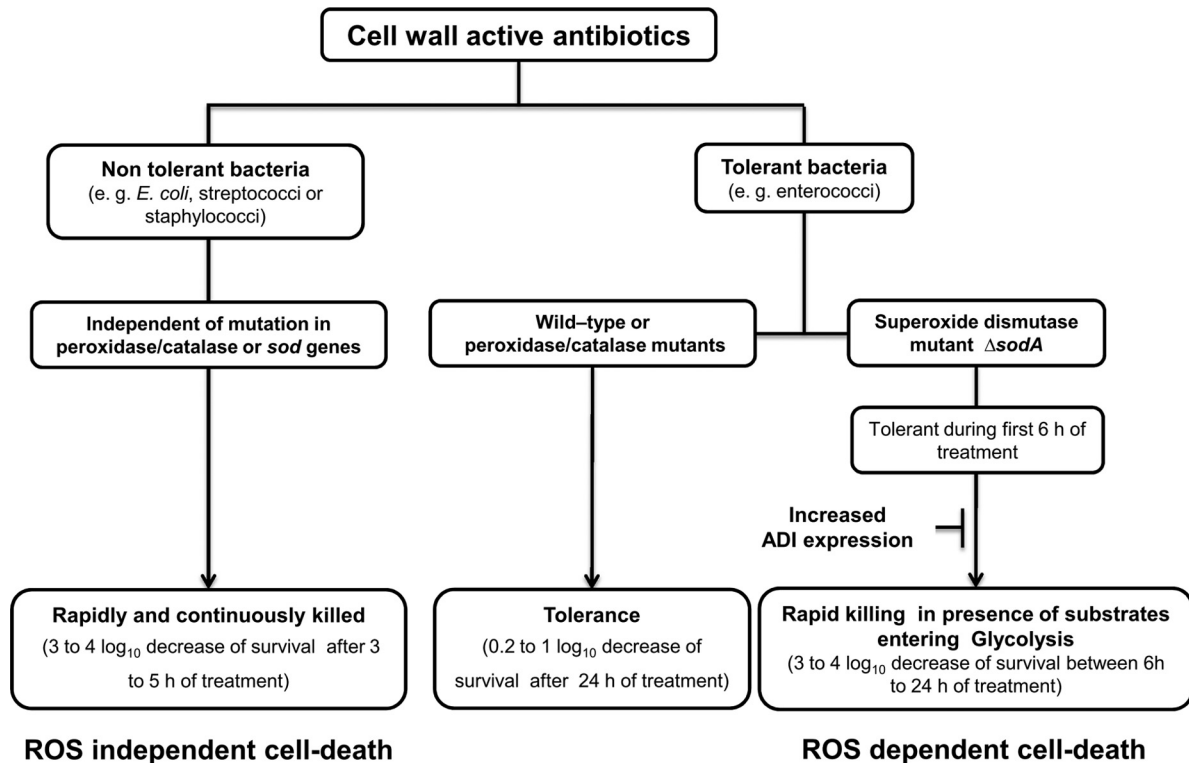 Cell wall active antibiotics
Non tolerant bacteria
(e. g. E. coli, streptococci or
staphylococci)
Tolerant bacteria
(e. g. enterococci)
Independent of mutation in
peroxidase/catalase or sod genes
Wild–type or
peroxidase/catalase mutants
Superoxide dismutase
mutant ΔsodA
Tolerant during first 6 h of
treatment
Increased
ADI expression
Rapidly and continuously killed
(3 to 4 log₁₀ decrease of survival after 3
to 5 h of treatment)
Tolerance
(0.2 to 1 log₁₀ decrease of
survival after 24 h of treatment)
Rapid killing in presence of substrates
entering Glycolysis
(3 to 4 log₁₀ decrease of survival between 6h
to 24 h of treatment)
ROS independent cell-death
ROS dependent cell-death